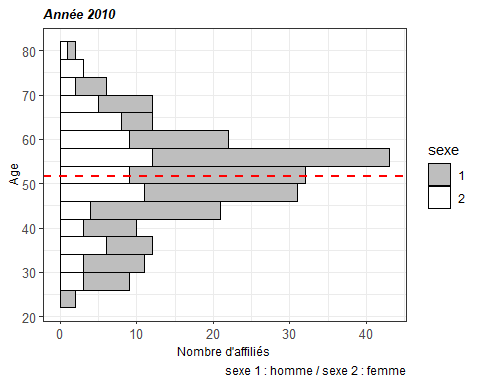 Année 2010
80
70
60
50
40
30
20
Age
0 10 20 30 40
Nombre d'affiliés
sexe
1
2
sexe 1 : homme / sexe 2 : femme